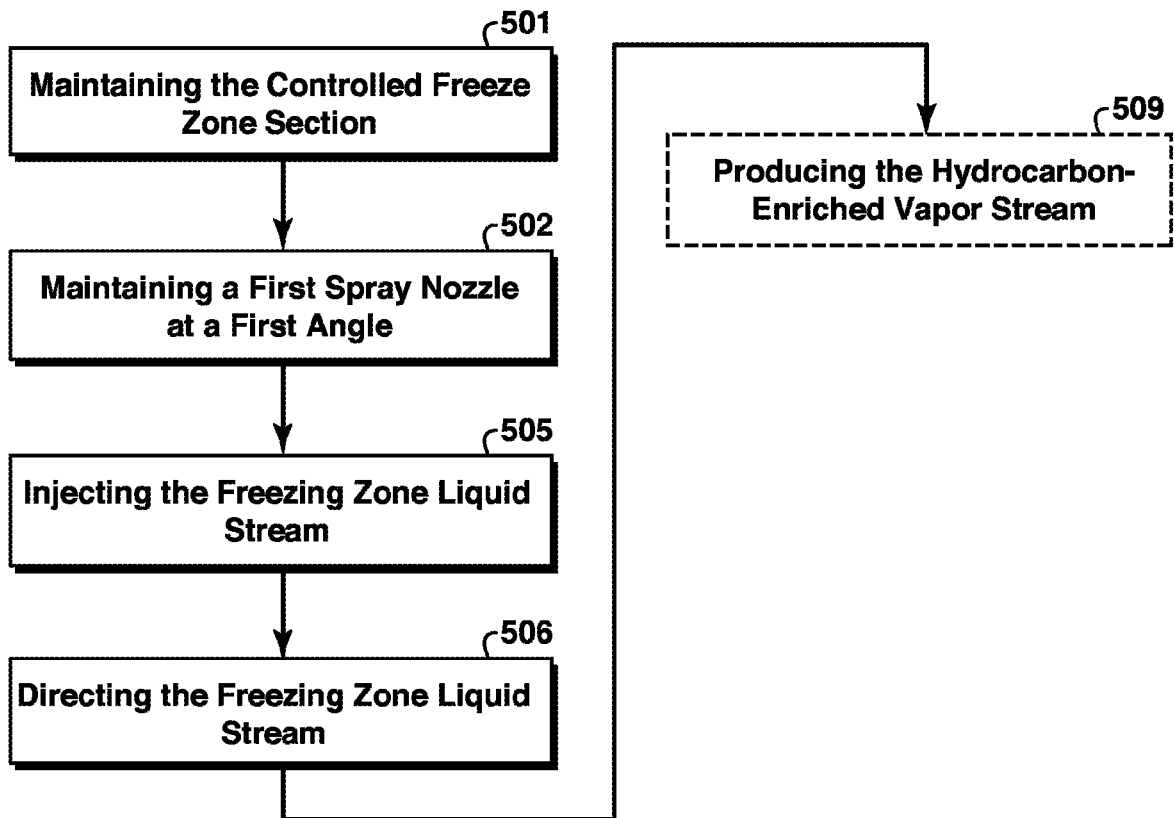 501
Maintaining the Controlled Freeze
Zone Section
502
Maintaining a First Spray Nozzle
at a First Angle
505
Injecting the Freezing Zone Liquid
Stream
506
Directing the Freezing Zone Liquid
Stream
509
Producing the Hydrocarbon-
Enriched Vapor Stream